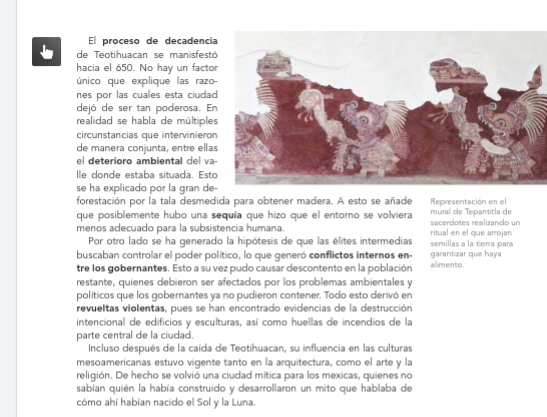 El proceso de decadencia
de Teotihuacan se manisfestó
hacia el 650. No hay un factor
único que explique las razo-
nes por las cuales esta ciudad
dejó de ser tan poderosa. En
realidad se habla de múltiples
circunstancias que intervinieron
de manera conjunta, entre ellas
el deterioro ambiental del va-
lle donde estaba situada. Esto
se ha explicado por la gran de-
forestación por la tala desmedida para obtener madera. A esto se añade
que posiblemente hubo una sequía que hizo que el entorno se volviera
menos adecuado para la subsistencia humana.
Por otro lado se ha generado la hipótesis de que las élites intermedias
buscaban controlar el poder político, lo que generó conflictos internos en-
tre los gobernantes. Esto a su vez pudo causar descontento en la población
restante, quienes debieron ser afectados por los problemas ambientales y
políticos que los gobernantes ya no pudieron contener. Todo esto derivó en
revueltas violentas, pues se han encontrado evidencias de la destrucción
intencional de edificios y esculturas, así como huellas de incendios de la
parte central de la ciudad.
Incluso después de la caída de Teotihuacan, su influencia en las culturas
mesoamericanas estuvo vigente tanto en la arquitectura, como el arte y la
religión. De hecho se volvió una ciudad mítica para los mexicas, quienes no
sabían quién la había construido y desarrollaron un mito que hablaba de
cómo ahí habían nacido el Sol y la Luna.
Representación en el
mural de Tepantitla de
sacerdotes realizando un
ritual en el que arrojan
semillas a la tierra para
garantizar que haya
alimento.